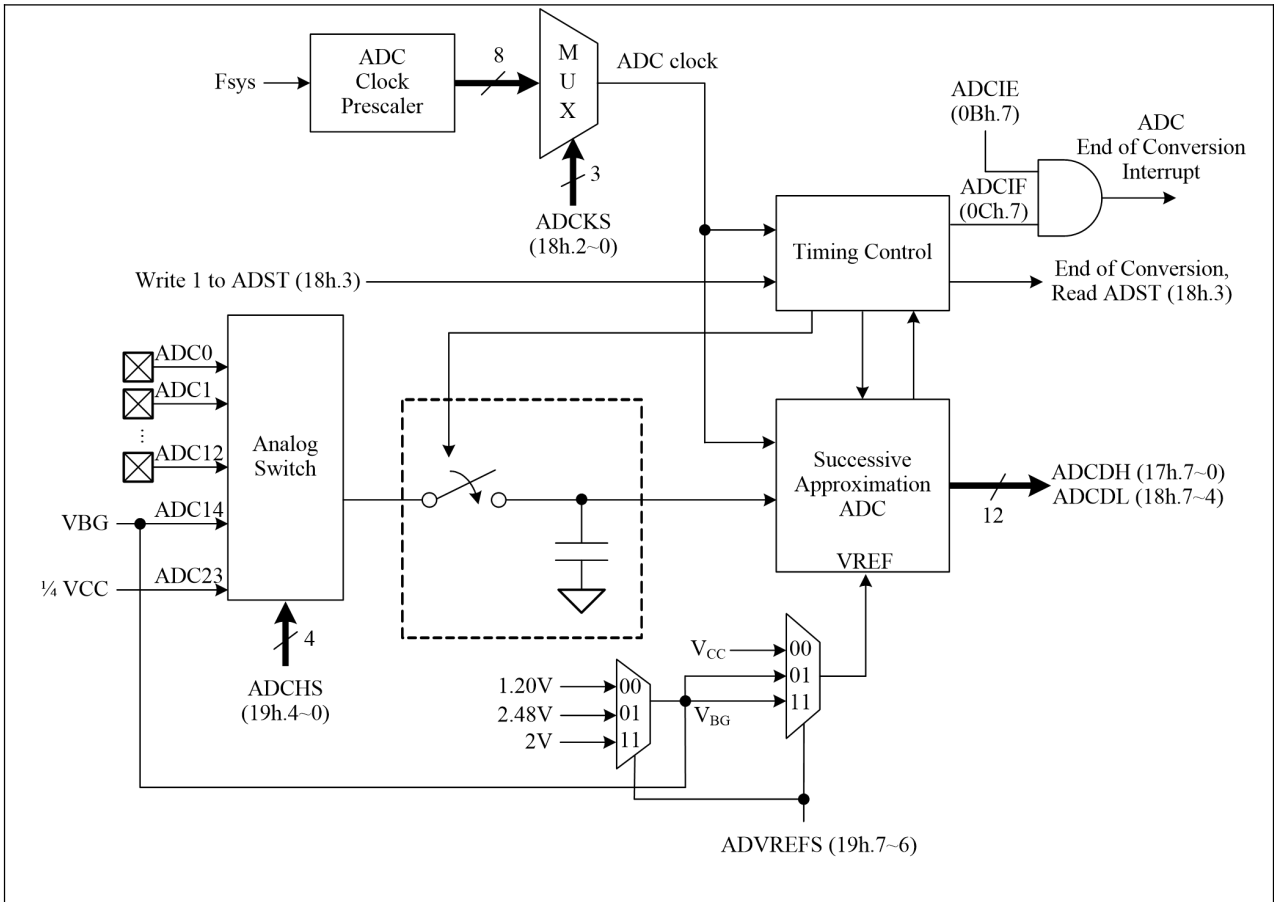 ADC
Clock
Prescaler
Fsys
8
M
U
X
ADC clock
3
ADCKS
(18h.2~0)
ADCIE
(0Bh.7)
ADC
End of Conversion
Interrupt
ADCIF
(0Ch.7)
Timing Control
Write 1 to ADST (18h.3)
End of Conversion,
Read ADST (18h.3)
ADC0
ADC1
...
ADC12
VBG
ADC14
¼ VCC
ADC23
Analog
Switch
4
ADCHS
(19h.4~0)
Successive
Approximation
ADC
VREF
12
ADCDH (17h.7~0)
ADCDL (18h.7~4)
1.20V
2.48V
2V
00
01
11
VCC
VBG
00
01
11
ADVREFS (19h.7~6)